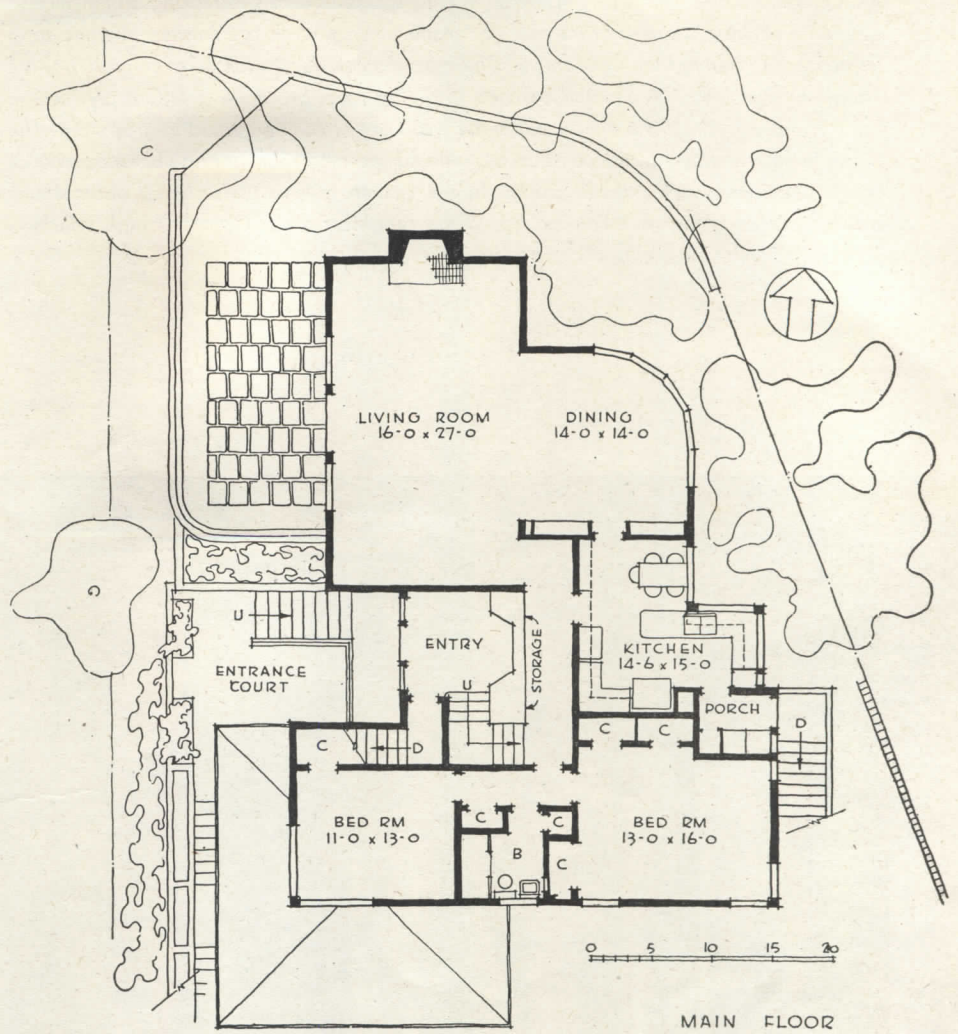 C
LIVING ROOM
16-0 x 27-0
DINING
14-0 x 14-0
C
U
ENTRY
STORAGE
KITCHEN
14-6 x 15-0
ENTRANCE
COURT
U
PORCH
D
C
D
C
C
BED RM
11-0 x 13-0
C
C
BED RM
13-0 x 16-0
B
C
0 5 10 15 20
MAIN FLOOR